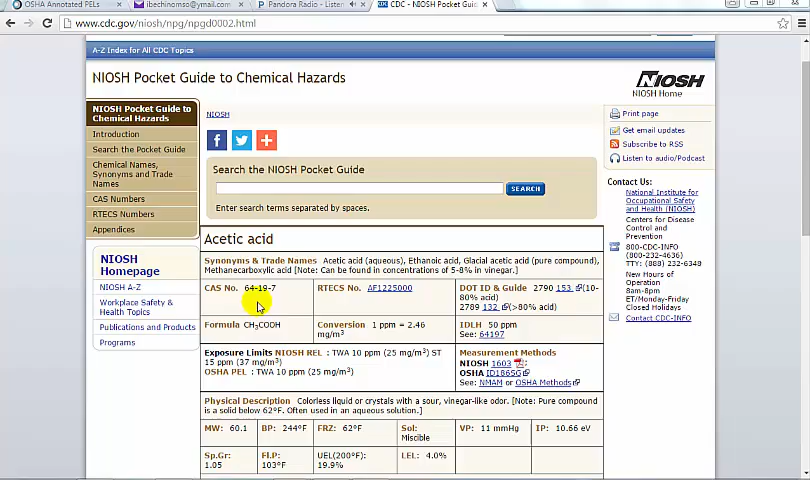 OSHA Annotated PELs
ibechinomso@ymail.com
Pandora Radio - Listen
CDC - NIOSH Pocket Guid
www.cdc.gov/niosh/npg/npgd0002.html
A-Z Index for All CDC Topics
NIOSH Pocket Guide to Chemical Hazards
NIOSH
NIOSH Home
NIOSH Pocket Guide to Chemical Hazards
Introduction
Search the Pocket Guide
Chemical Names, Synonyms and Trade Names
CAS Numbers
RTECS Numbers
Appendices
NIOSH Homepage
NIOSH A-Z
Workplace Safety & Health Topics
Publications and Products
Programs
NIOSH
Search the NIOSH Pocket Guide
SEARCH
Enter search terms separated by spaces.
Acetic acid
Synonyms & Trade Names Acetic acid (aqueous), Ethanoic acid, Glacial acetic acid (pure compound),
Methanecarboxylic acid [Note: Can be found in concentrations of 5-8% in vinegar.]
CAS No. 64-19-7
RTECS No. AF1225000
DOT ID & Guide 2790 153 (10-
80% acid)
2789 132 (>80% acid)
Formula CH3COOH
Conversion 1 ppm = 2.46
mg/m3
IDLH 50 ppm
See: 64197
Exposure Limits NIOSH REL : TWA 10 ppm (25 mg/m3) ST
15 ppm (37 mg/m3)
OSHA PEL : TWA 10 ppm (25 mg/m3)
Measurement Methods
NIOSH 1603
OSHA ID186SG
See: NMAM or OSHA Methods
Physical Description Colorless liquid or crystals with a sour, vinegar-like odor. [Note: Pure compound
is a solid below 62°F. Often used in an aqueous solution.]
MW: 60.1
BP: 244°F
FRZ: 62°F
Sol:
Miscible
VP: 11 mmHg
IP: 10.66 eV
Sp.Gr:
1.05
Fl.P:
103°F
UEL(200°F):
19.9%
LEL: 4.0%
Print page
Get email updates
Subscribe to RSS
Listen to audio/Podcast
Contact Us:
National Institute for
Occupational Safety
and Health (NIOSH)
Centers for Disease
Control and
Prevention
800-CDC-INFO
(800-232-4636)
TTY: (888) 232-6348
New Hours of
Operation
8am-8pm
ET/Monday-Friday
Closed Holidays
Contact CDC-INFO